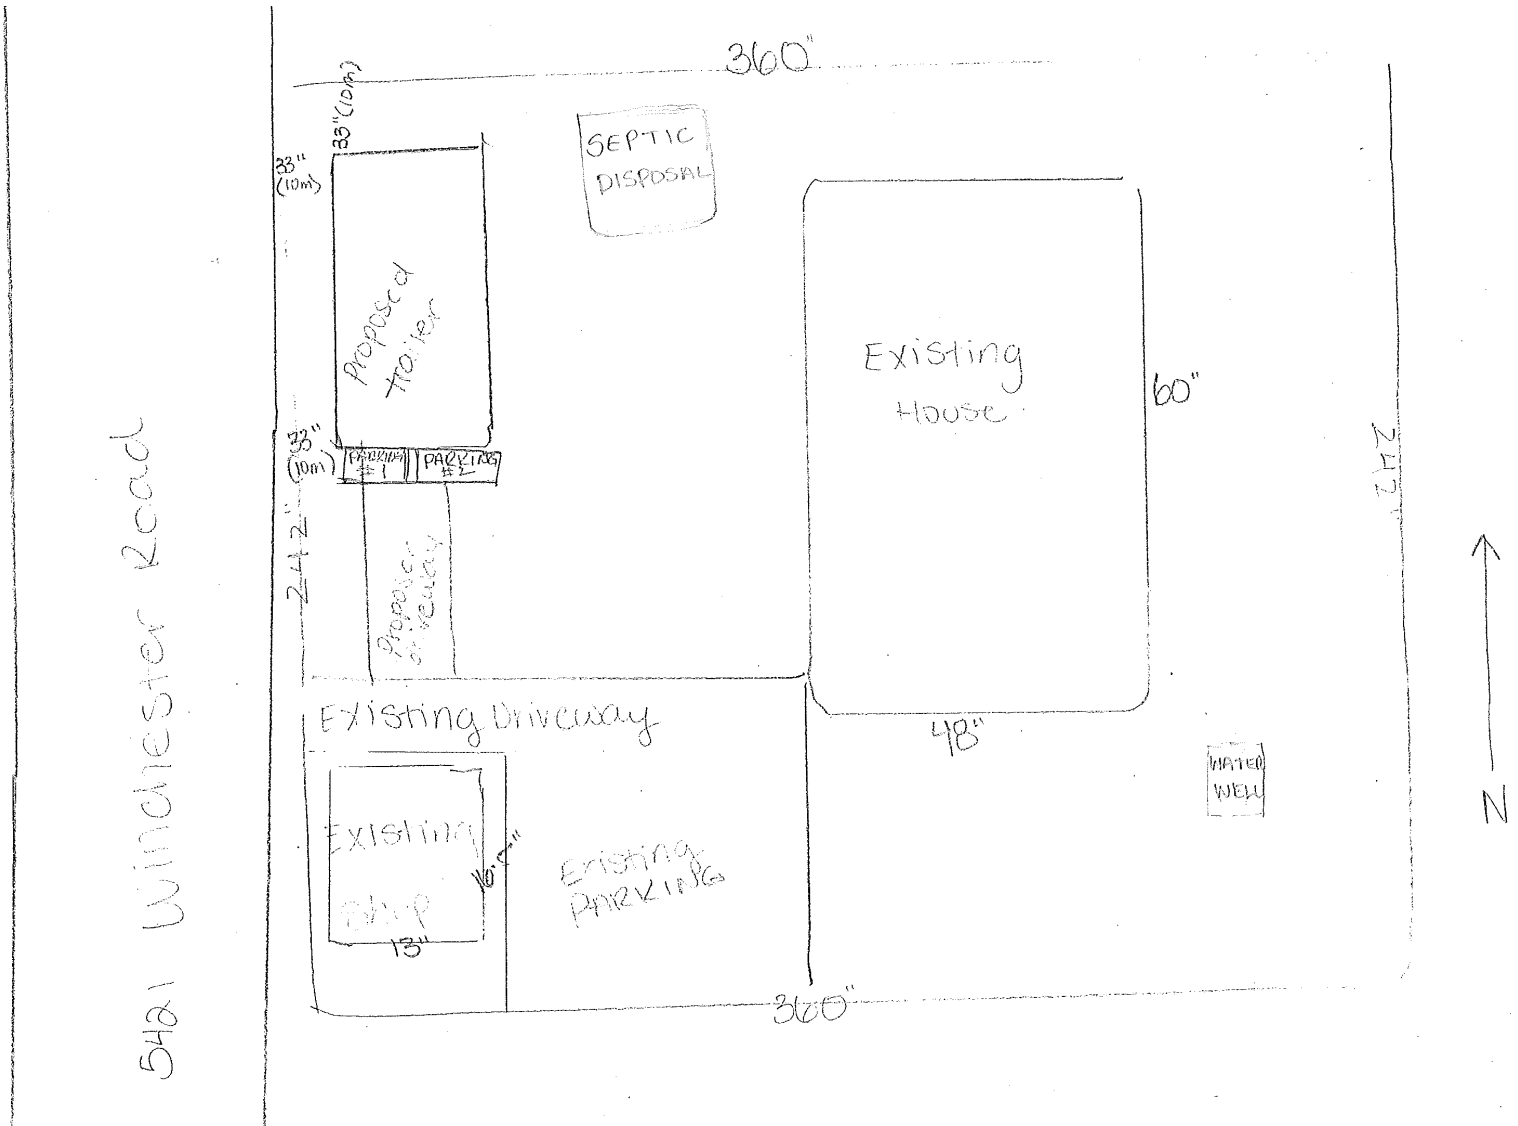 360"
33"(10m)
33"
(10m)
SEPTIC
DISPOSAL
Proposed
trailer
Existing
House
60"
33"
(10m)
PARKING
#1
PARKING
#2
242"
242"
5421 Winchester Road
Proposed
driveway
Existing Driveway
48"
WATER
WELL
N
Existing
Shop
13"
Existing
PARKING
360"